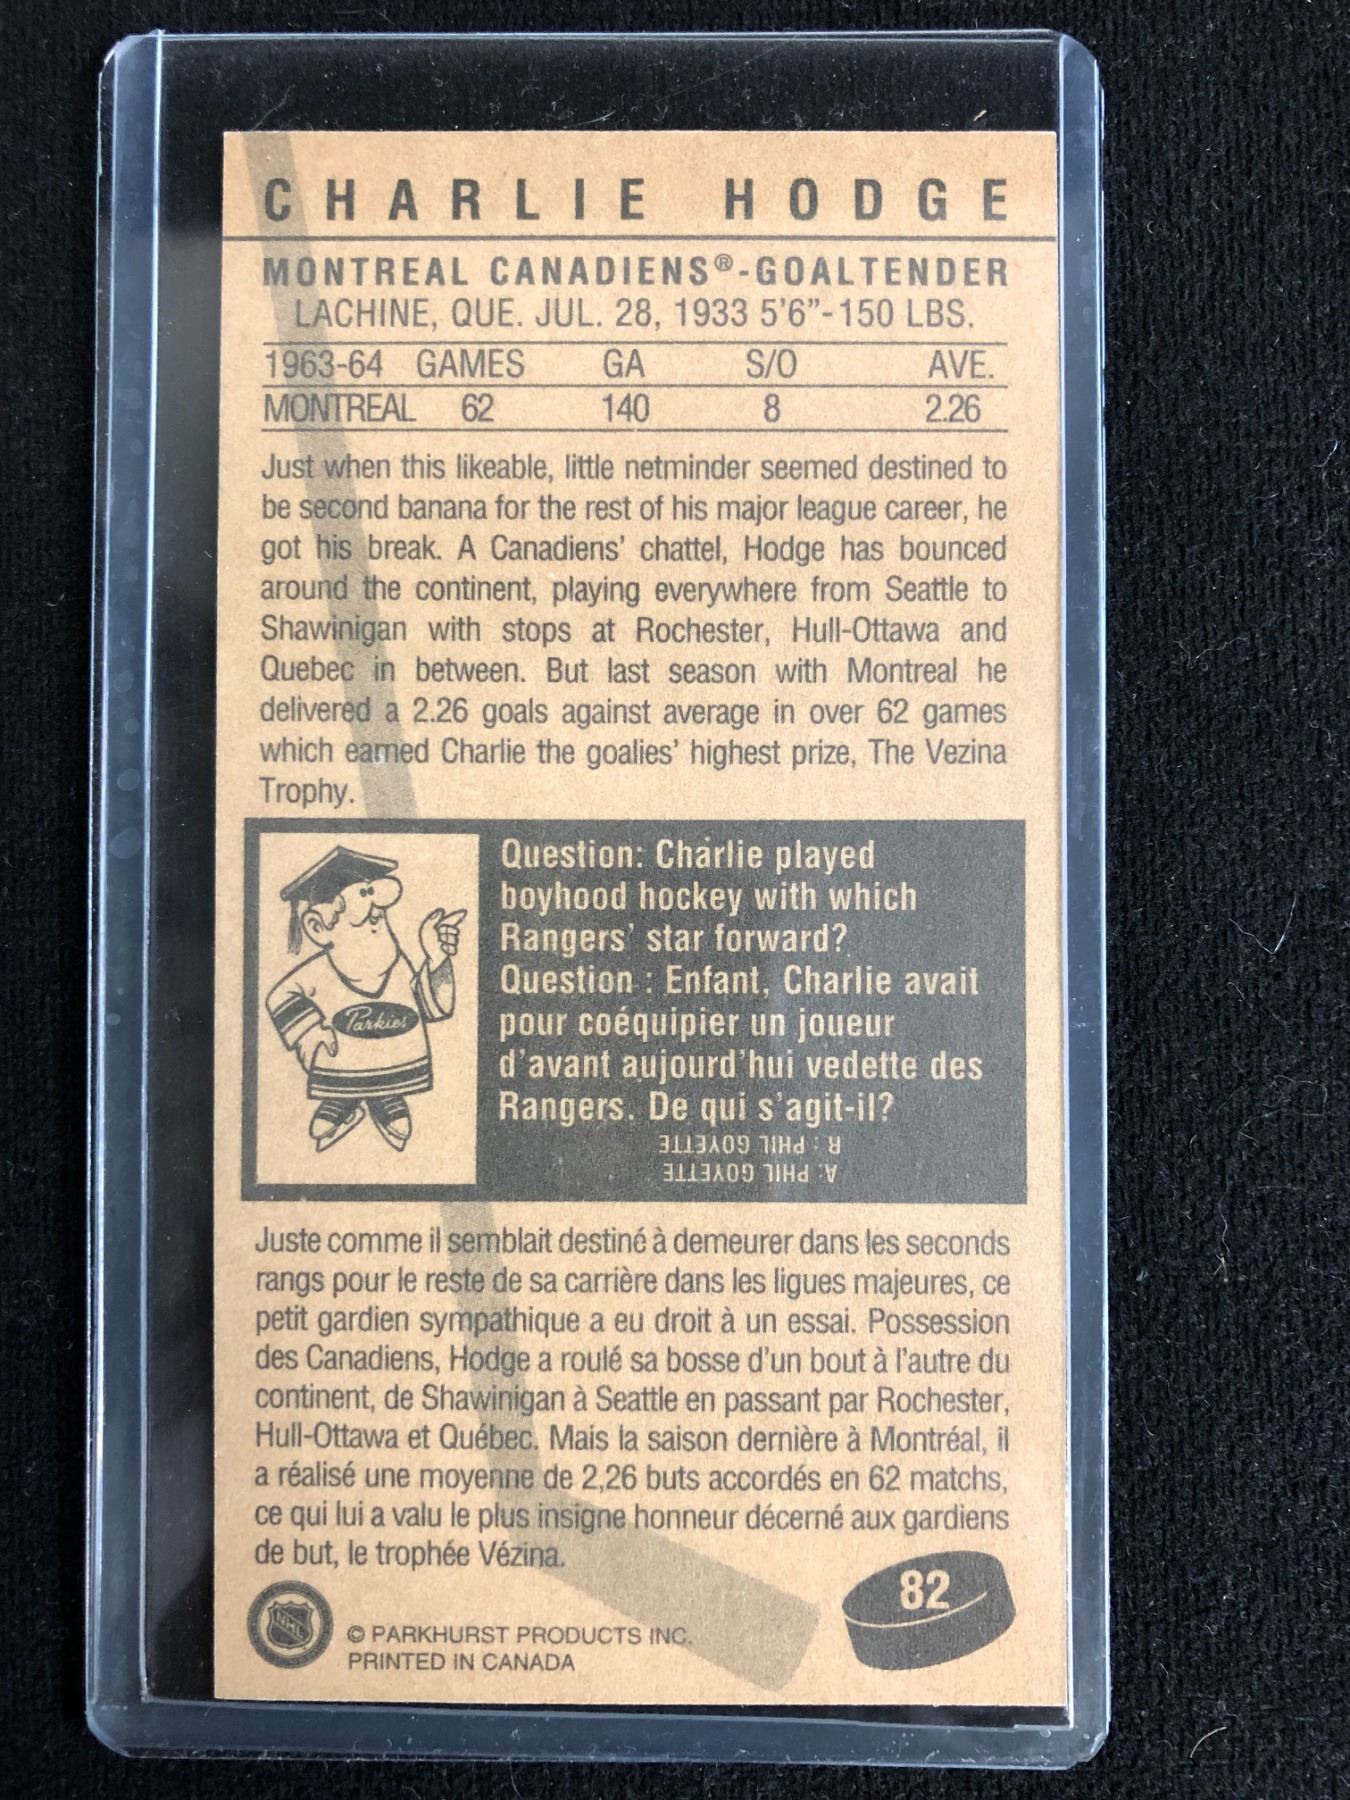 CHARLIE HODGE
MONTREAL CANADIENS®-GOALTENDER
LACHINE, QUE. JUL. 28, 1933 5'6"-150 LBS.
1963-64 GAMES GA S/O AVE.
MONTREAL 62 140 8 2.26
Just when this likeable, little netminder seemed destined to
be second banana for the rest of his major league career, he
got his break. A Canadiens' chattel, Hodge has bounced
around the continent, playing everywhere from Seattle to
Shawinigan with stops at Rochester, Hull-Ottawa and
Quebec in between. But last season with Montreal he
delivered a 2.26 goals against average in over 62 games
which earned Charlie the goalies' highest prize, The Vezina
Trophy.
Parkies
Question: Charlie played
boyhood hockey with which
Rangers' star forward?
Question : Enfant, Charlie avait
pour coéquipier un joueur
d'avant aujourd'hui vedette des
Rangers. De qui s'agit-il?
R : PHIL GOYETTE
A: PHIL GOYETTE
Juste comme il semblait destiné à demeurer dans les seconds
rangs pour le reste de sa carrière dans les ligues majeures, ce
petit gardien sympathique a eu droit à un essai. Possession
des Canadiens, Hodge a roulé sa bosse d'un bout à l'autre du
continent, de Shawinigan à Seattle en passant par Rochester,
Hull-Ottawa et Québec. Mais la saison dernière à Montréal, il
a réalisé une moyenne de 2,26 buts accordés en 62 matchs,
ce qui lui a valu le plus insigne honneur décerné aux gardiens
de but, le trophée Vézina.
82
NHL
© PARKHURST PRODUCTS INC.
PRINTED IN CANADA